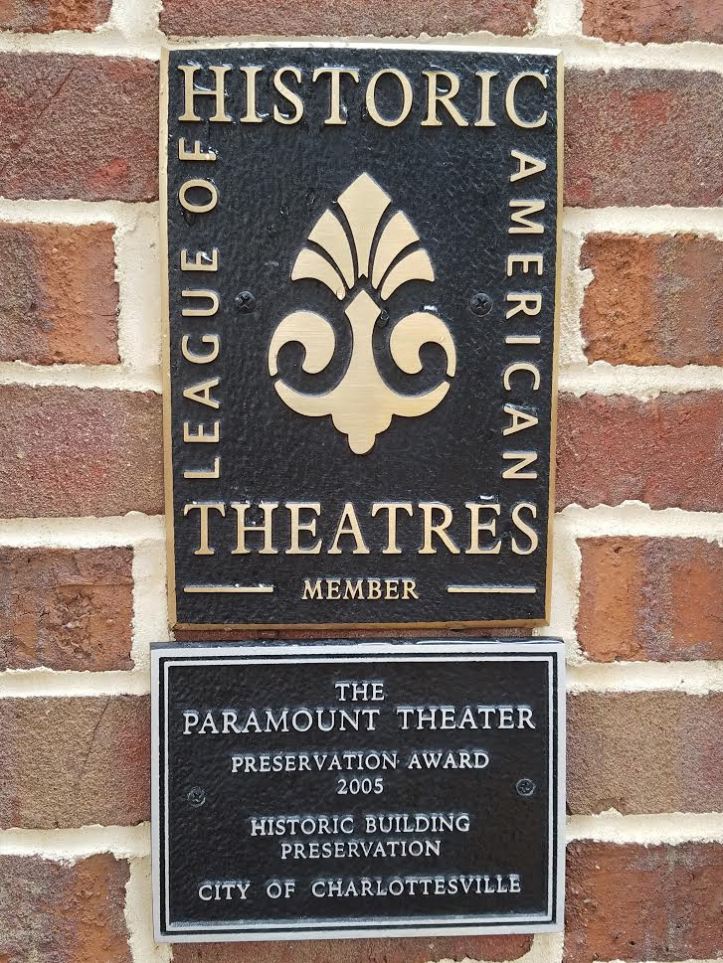 LEAGUE OF
HISTORIC
AMERICAN
THEATRES
MEMBER
THE
PARAMOUNT THEATER
PRESERVATION AWARD
2005
HISTORIC BUILDING
PRESERVATION
CITY OF CHARLOTTESVILLE